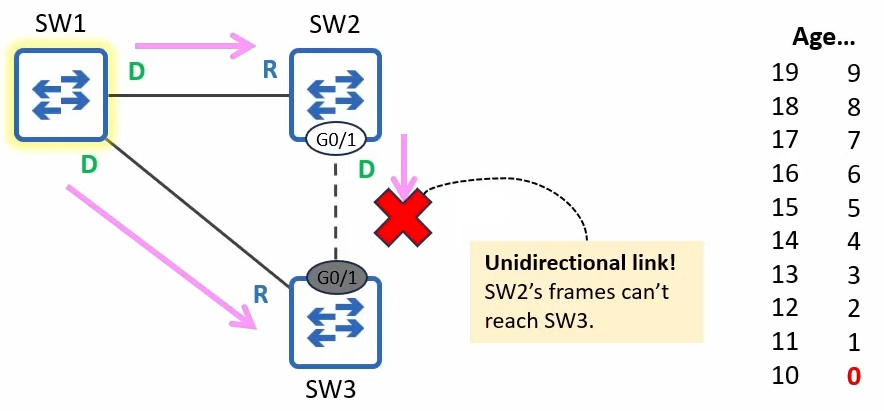 SW1
SW2
D
R
G0/1
D
D
R
G0/1
SW3
Unidirectional link!
SW2’s frames can’t
reach SW3.
Age...
19 9
18 8
17 7
16 6
15 5
14 4
13 3
12 2
11 1
10 0